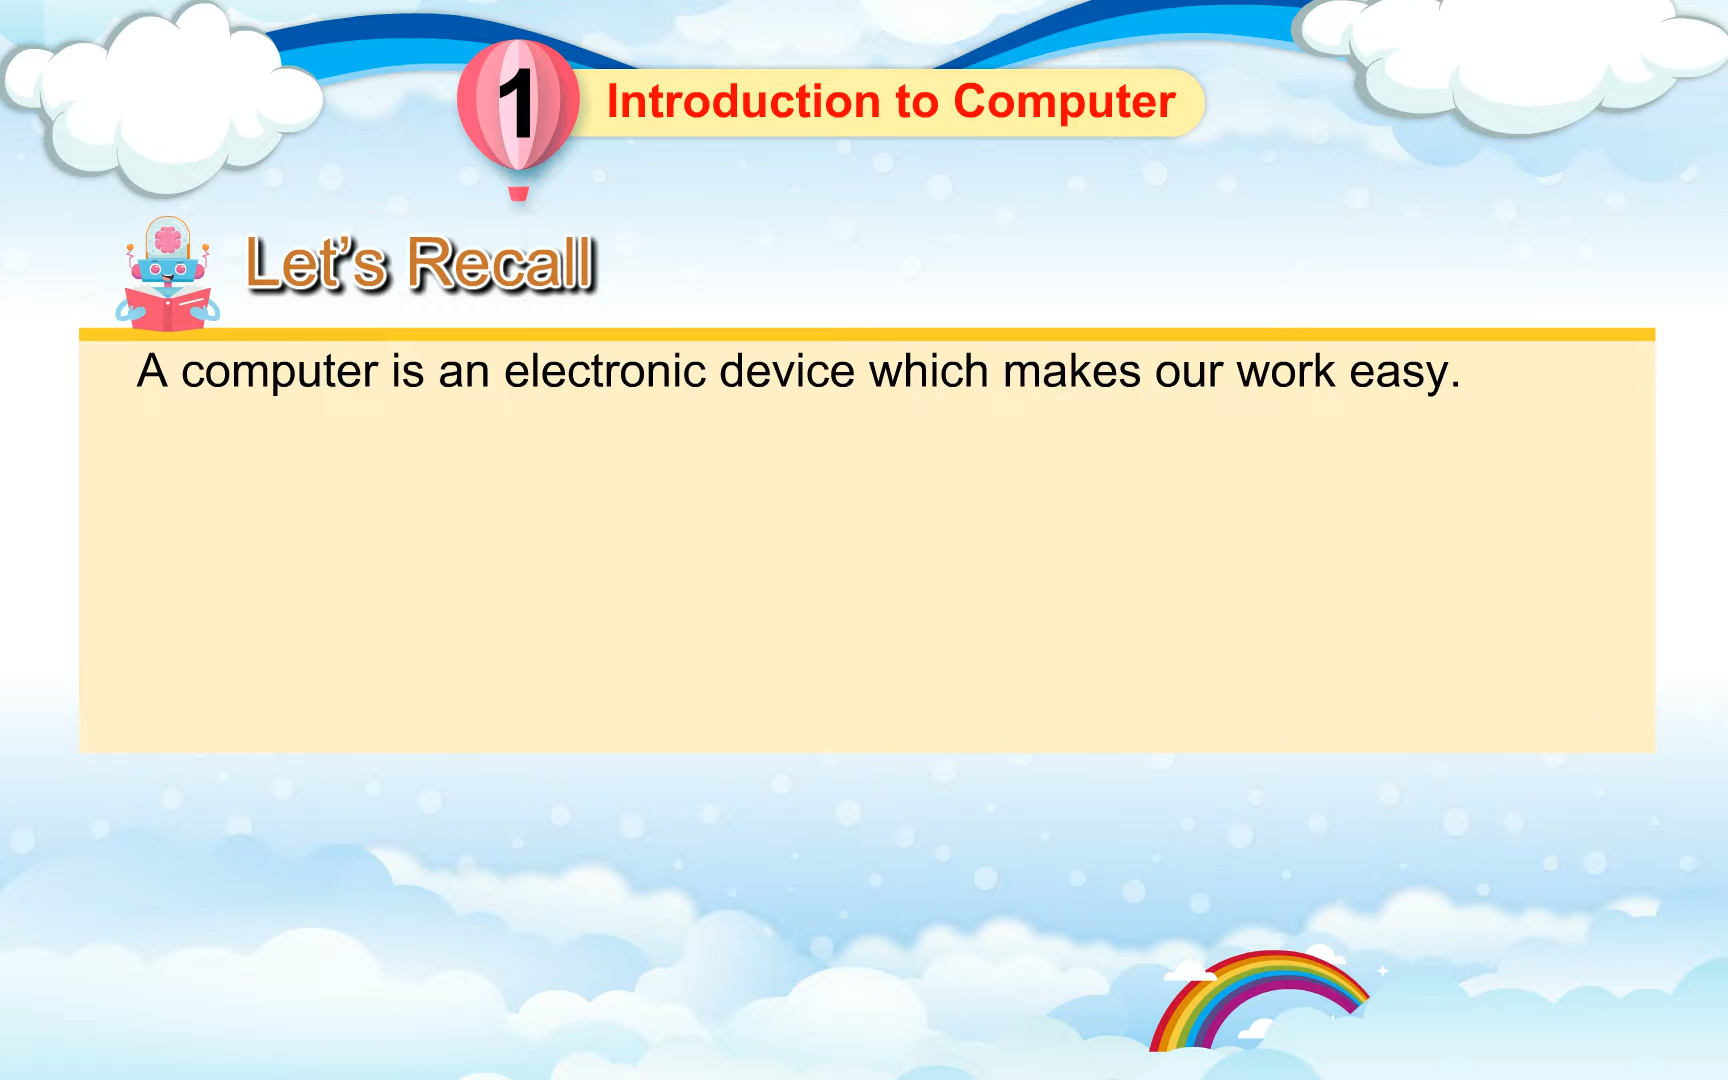 1
Introduction to Computer
Let’s Recall
A computer is an electronic device which makes our work easy.